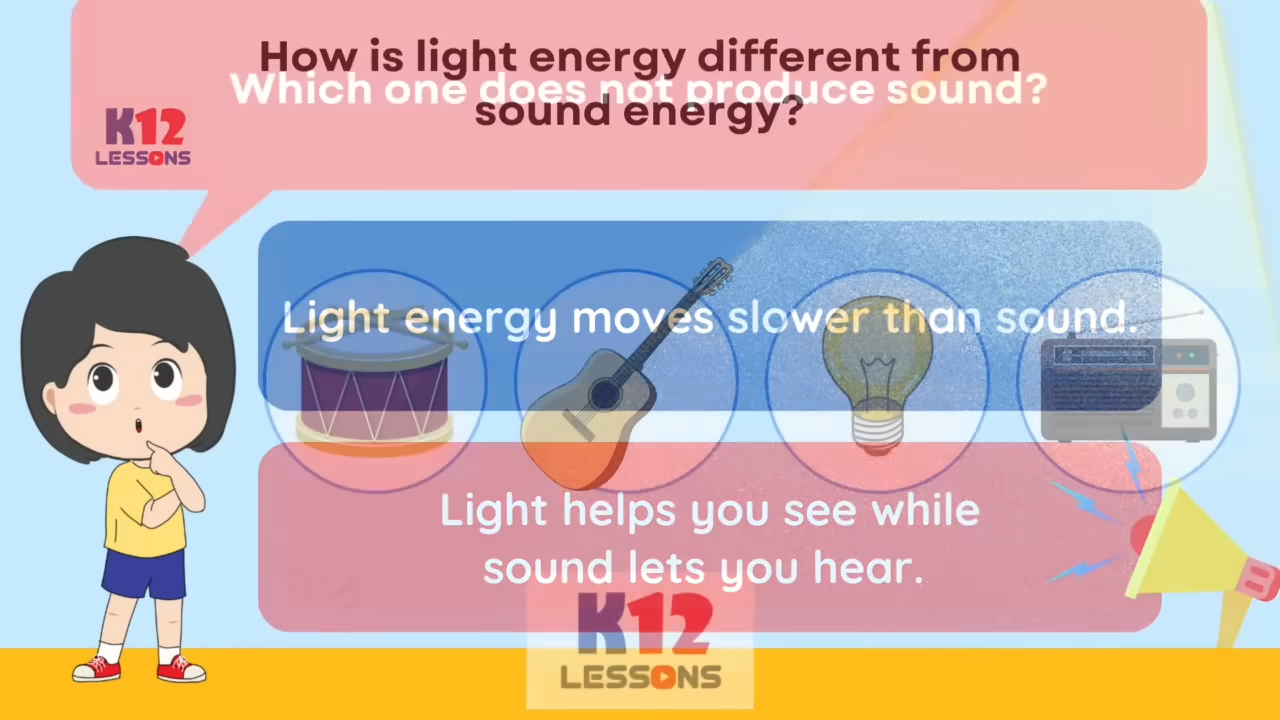 How is light energy different from
sound energy?
Which one does not produce sound?
K12
LESSONS
Light energy moves slower than sound.
Light helps you see while
sound lets you hear.
K12
LESSONS